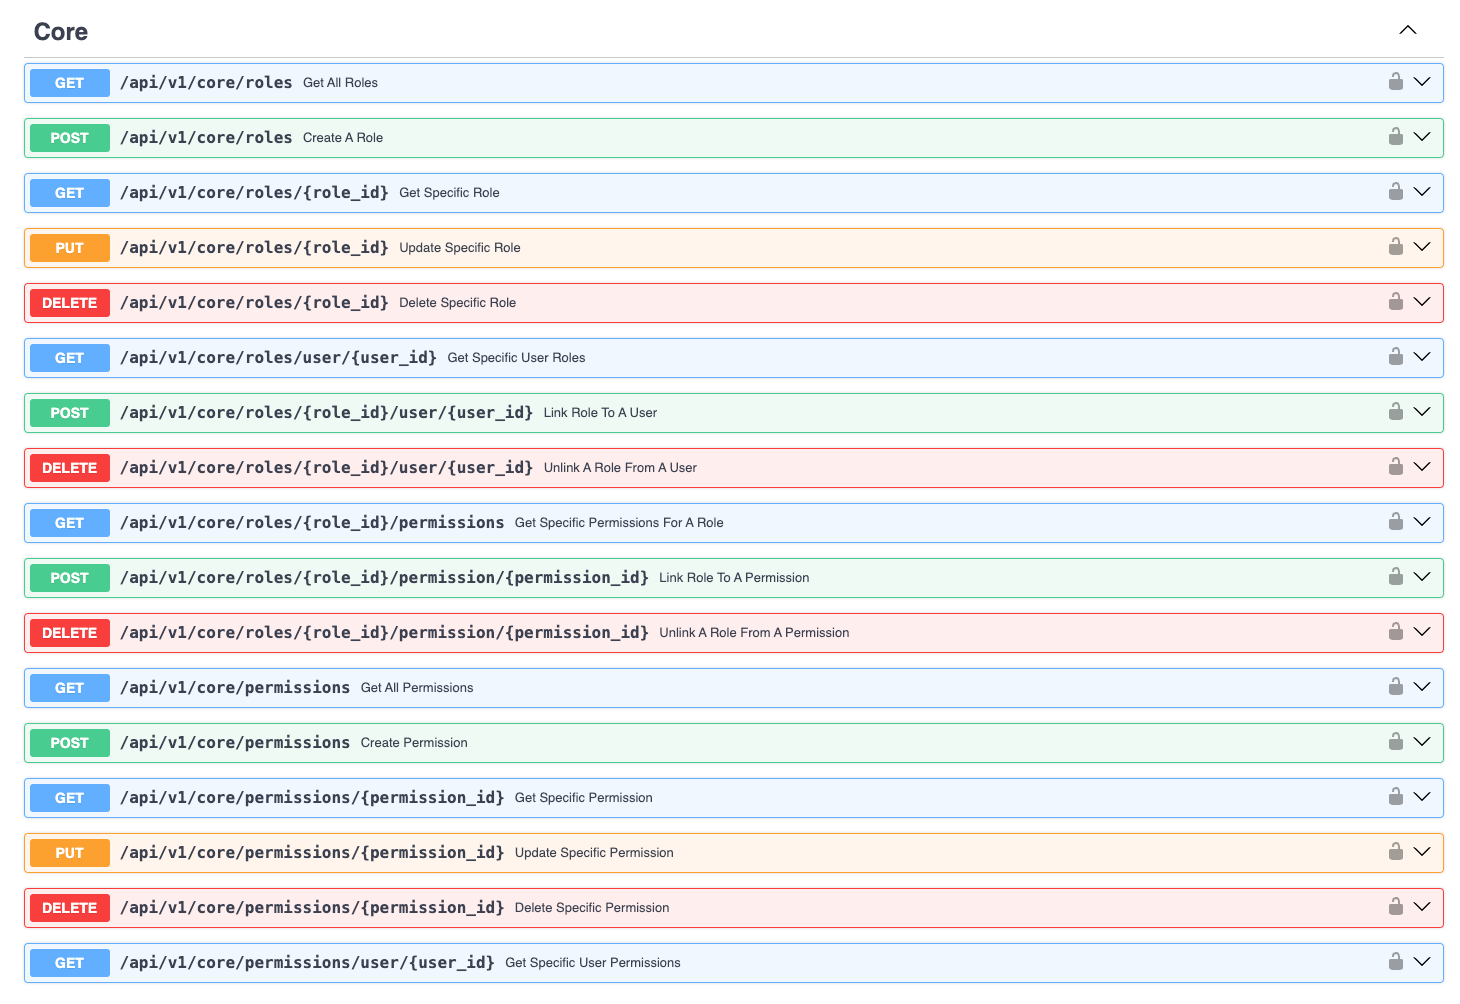 Core
GET /api/v1/core/roles Get All Roles
POST /api/v1/core/roles Create A Role
GET /api/v1/core/roles/{role_id} Get Specific Role
PUT /api/v1/core/roles/{role_id} Update Specific Role
DELETE /api/v1/core/roles/{role_id} Delete Specific Role
GET /api/v1/core/roles/user/{user_id} Get Specific User Roles
POST /api/v1/core/roles/{role_id}/user/{user_id} Link Role To A User
DELETE /api/v1/core/roles/{role_id}/user/{user_id} Unlink A Role From A User
GET /api/v1/core/roles/{role_id}/permissions Get Specific Permissions For A Role
POST /api/v1/core/roles/{role_id}/permission/{permission_id} Link Role To A Permission
DELETE /api/v1/core/roles/{role_id}/permission/{permission_id} Unlink A Role From A Permission
GET /api/v1/core/permissions Get All Permissions
POST /api/v1/core/permissions Create Permission
GET /api/v1/core/permissions/{permission_id} Get Specific Permission
PUT /api/v1/core/permissions/{permission_id} Update Specific Permission
DELETE /api/v1/core/permissions/{permission_id} Delete Specific Permission
GET /api/v1/core/permissions/user/{user_id} Get Specific User Permissions